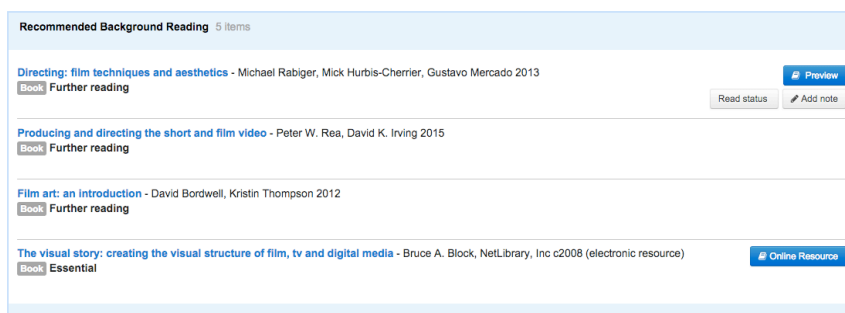 Recommended Background Reading 5 items
Directing: film techniques and aesthetics - Michael Rabiger, Mick Hurbis-Cherrier, Gustavo Mercado 2013
Preview
Book Further reading
Read status Add note
Producing and directing the short and film video - Peter W. Rea, David K. Irving 2015
Book Further reading
Film art: an introduction - David Bordwell, Kristin Thompson 2012
Book Further reading
The visual story: creating the visual structure of film, tv and digital media - Bruce A. Block, NetLibrary, Inc c2008 (electronic resource)
Online Resource
Book Essential